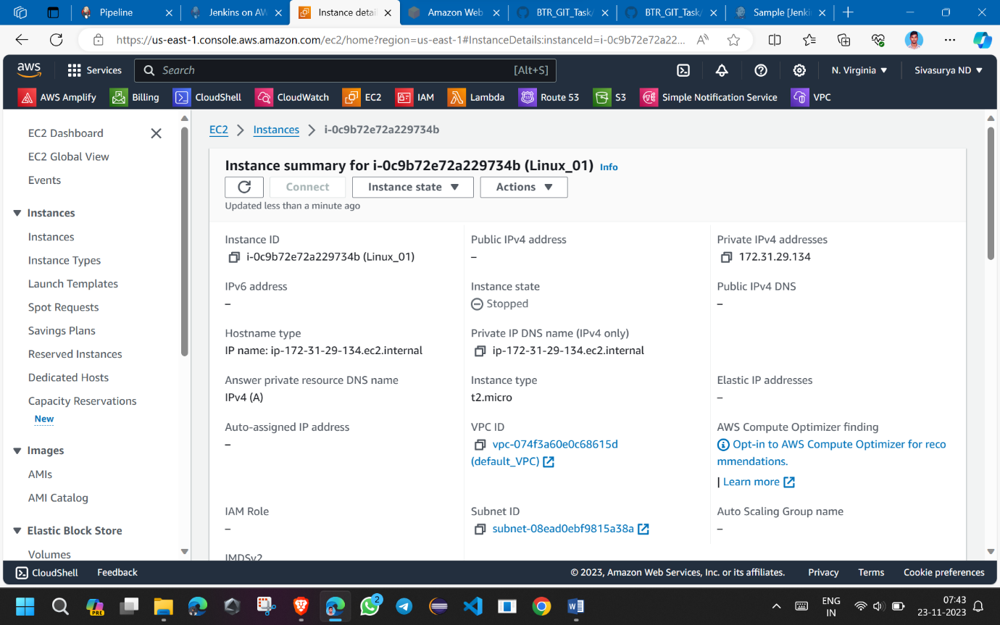 Pipeline
Jenkins on AW
Instance detai
Amazon Web
BTR_GIT_Task/
BTR_GIT_Task/
Sample [Jenki
https://us-east-1.console.aws.amazon.com/ec2/home?region=us-east-1#InstanceDetails:instanceId=i-0c9b72e72a22...
aws
Services
Search
[Alt+S]
N. Virginia
Sivasurya ND
AWS Amplify
Billing
CloudShell
CloudWatch
EC2
IAM
Lambda
Route 53
S3
Simple Notification Service
VPC
EC2 Dashboard
EC2 Global View
Events
Instances
Instances
Instance Types
Launch Templates
Spot Requests
Savings Plans
Reserved Instances
Dedicated Hosts
Capacity Reservations
New
Images
AMIs
AMI Catalog
Elastic Block Store
Volumes
EC2 > Instances > i-0c9b72e72a229734b
Instance summary for i-0c9b72e72a229734b (Linux_01) Info
Connect
Instance state
Actions
Updated less than a minute ago
Instance ID
i-0c9b72e72a229734b (Linux_01)
Public IPv4 address
–
Private IPv4 addresses
172.31.29.134
IPv6 address
–
Instance state
Stopped
Public IPv4 DNS
–
Hostname type
IP name: ip-172-31-29-134.ec2.internal
Private IP DNS name (IPv4 only)
ip-172-31-29-134.ec2.internal
Answer private resource DNS name
IPv4 (A)
Instance type
t2.micro
Elastic IP addresses
–
Auto-assigned IP address
–
VPC ID
vpc-074f3a60e0c68615d
(default_VPC)
AWS Compute Optimizer finding
Opt-in to AWS Compute Optimizer for reco
mmendations.
| Learn more
IAM Role
–
Subnet ID
subnet-08ead0ebf9815a38a
Auto Scaling Group name
–
IMDSv2
CloudShell
Feedback
© 2023, Amazon Web Services, Inc. or its affiliates.
Privacy
Terms
Cookie preferences
PRE
2
ENG
IN
07:43
23-11-2023